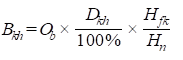 B_kh = O_b × D_kh / 100% × H_fk / H_n